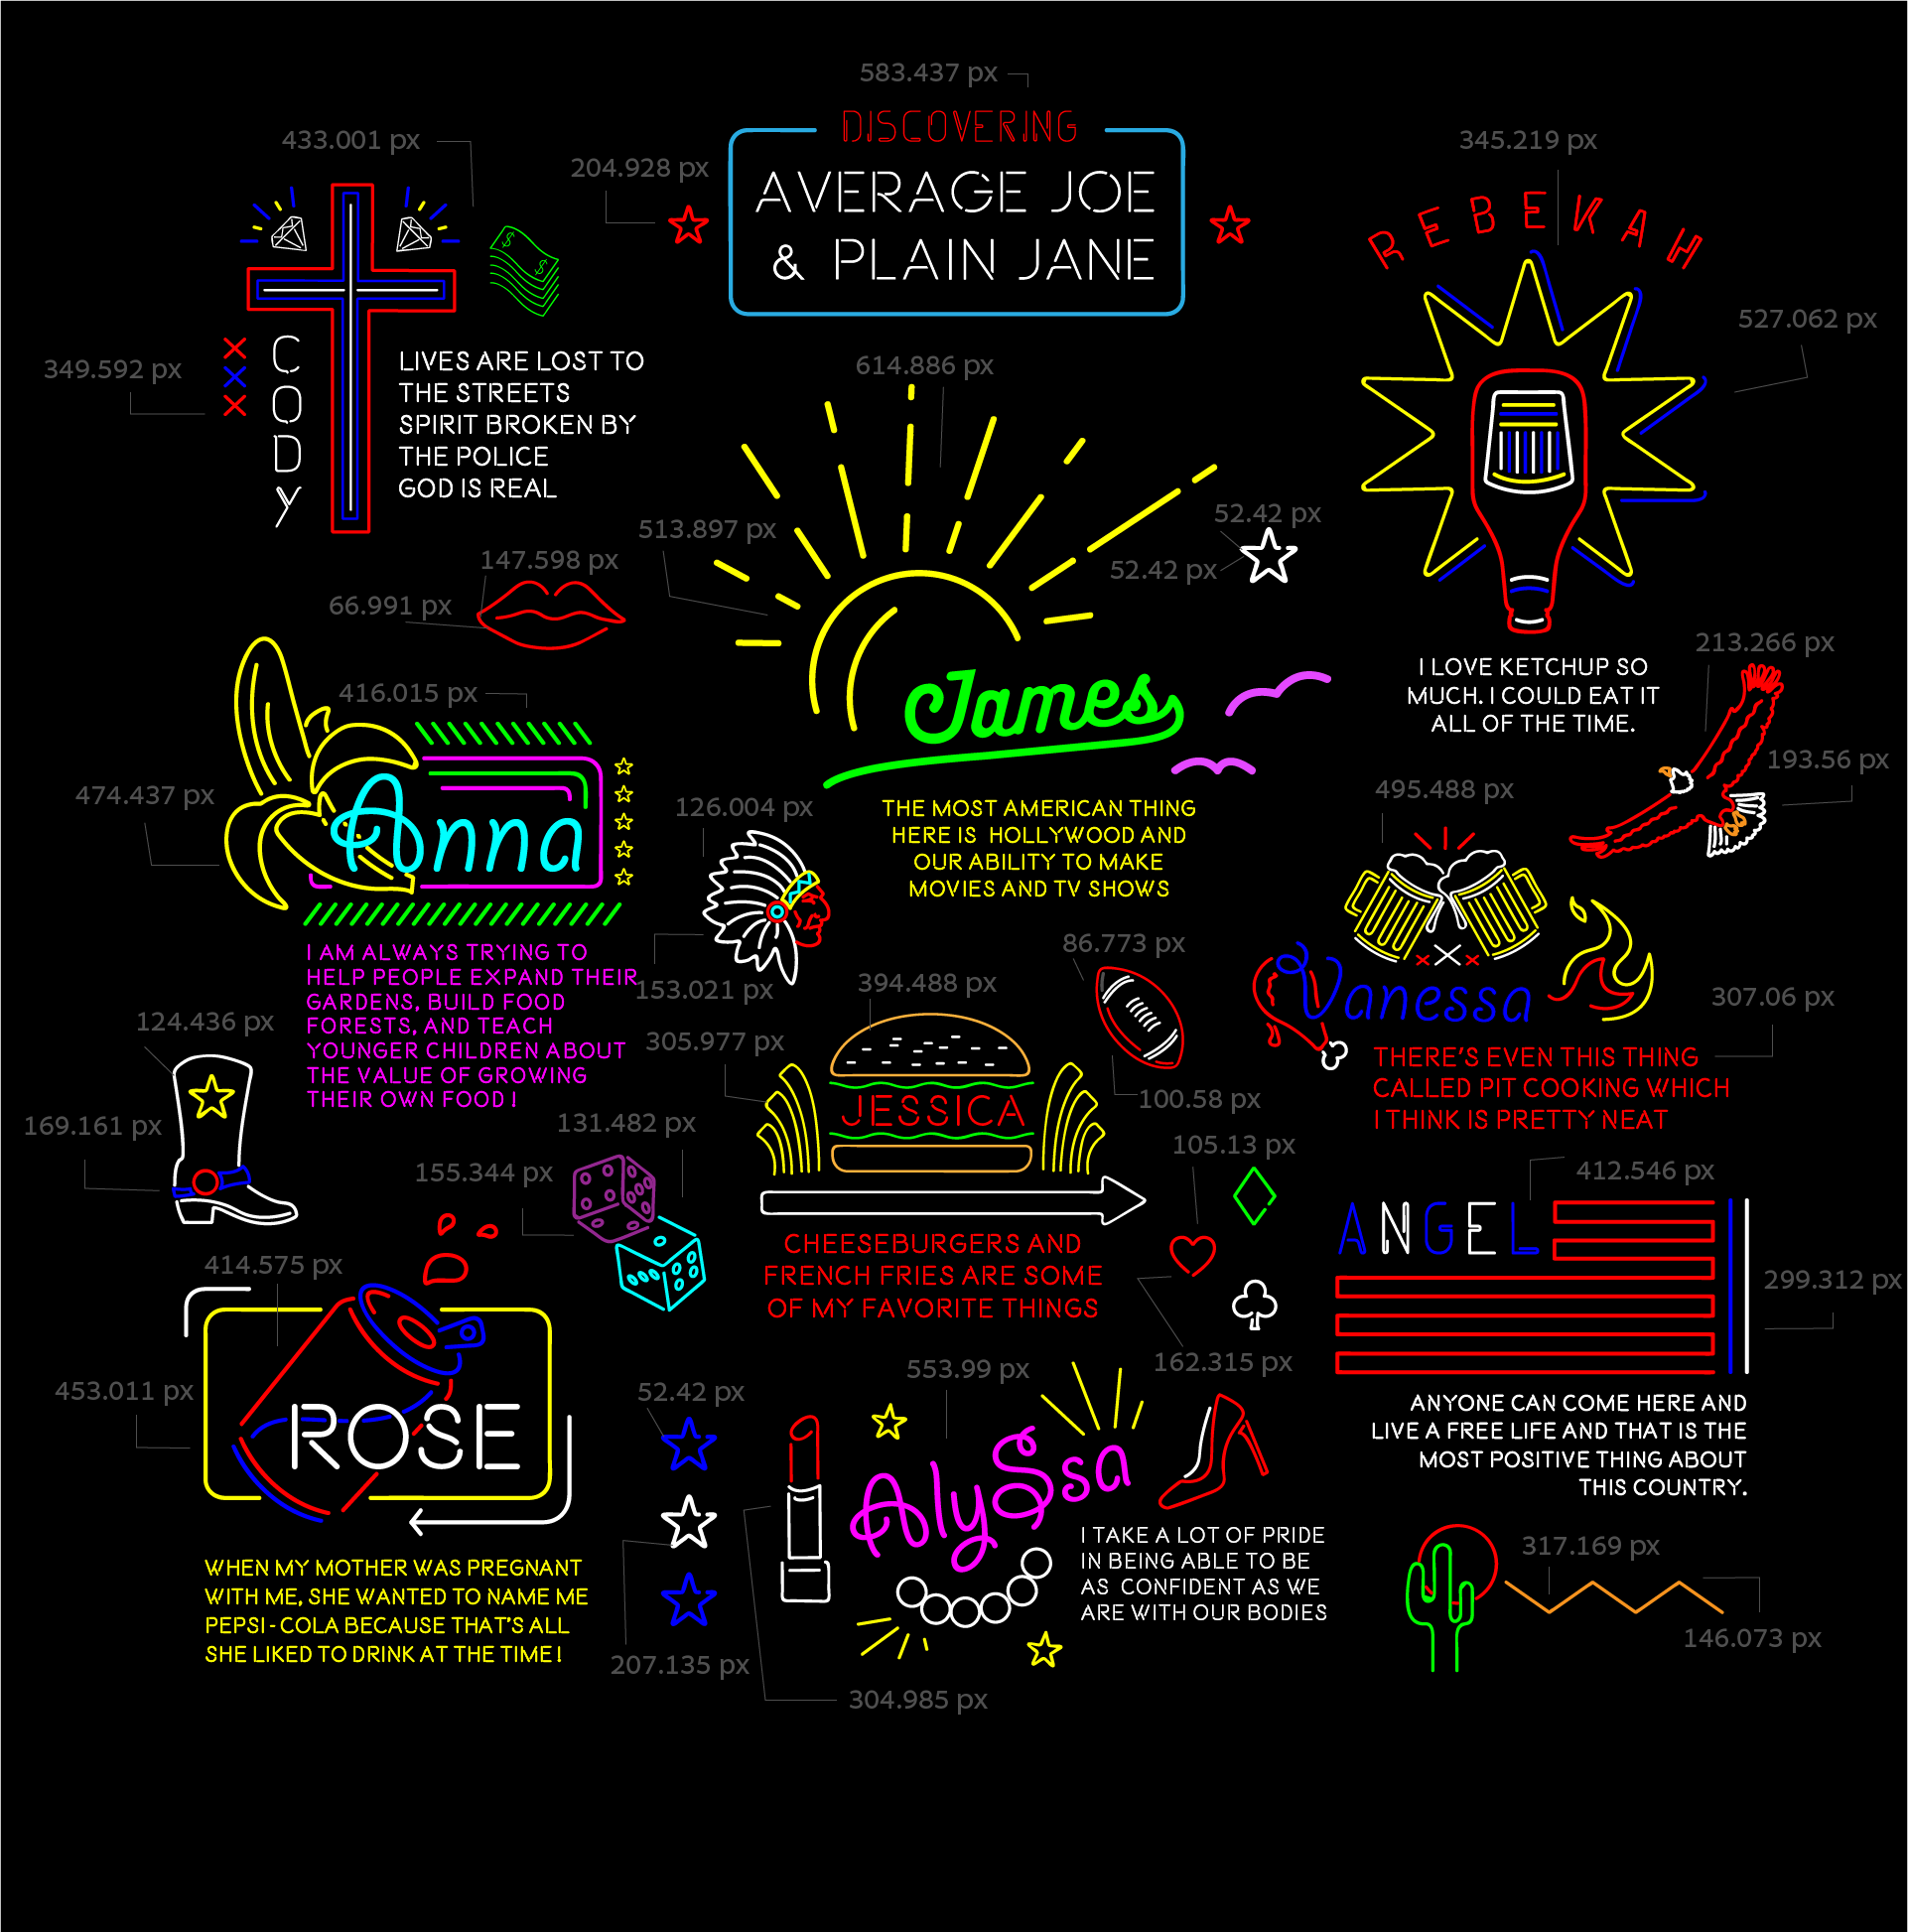 583.437 px
DISCOVERING
AVERAGE JOE
& PLAIN JANE
204.928 px
433.001 px
$
$
349.592 px
CODY
LIVES ARE LOST TO
THE STREETS
SPIRIT BROKEN BY
THE POLICE
GOD IS REAL
345.219 px
REBEKAH
527.062 px
I LOVE KETCHUP SO
MUCH. I COULD EAT IT
ALL OF THE TIME.
614.886 px
513.897 px
52.42 px
52.42 px
James
THE MOST AMERICAN THING
HERE IS HOLLYWOOD AND
OUR ABILITY TO MAKE
MOVIES AND TV SHOWS
147.598 px
66.991 px
416.015 px
474.437 px
Anna
I AM ALWAYS TRYING TO
HELP PEOPLE EXPAND THEIR
GARDENS, BUILD FOOD
FORESTS, AND TEACH
YOUNGER CHILDREN ABOUT
THE VALUE OF GROWING
THEIR OWN FOOD!
126.004 px
153.021 px
213.266 px
193.56 px
495.488 px
Vanessa
307.06 px
THERE'S EVEN THIS THING
CALLED PIT COOKING WHICH
I THINK IS PRETTY NEAT
86.773 px
100.58 px
394.488 px
305.977 px
JESSICA
CHEESEBURGERS AND
FRENCH FRIES ARE SOME
OF MY FAVORITE THINGS
124.436 px
169.161 px
131.482 px
155.344 px
105.13 px
162.315 px
412.546 px
ANGEL
299.312 px
ANYONE CAN COME HERE AND
LIVE A FREE LIFE AND THAT IS THE
MOST POSITIVE THING ABOUT
THIS COUNTRY.
414.575 px
453.011 px
ROSE
WHEN MY MOTHER WAS PREGNANT
WITH ME, SHE WANTED TO NAME ME
PEPSI-COLA BECAUSE THAT'S ALL
SHE LIKED TO DRINK AT THE TIME!
52.42 px
207.135 px
553.99 px
AlySsa
304.985 px
I TAKE A LOT OF PRIDE
IN BEING ABLE TO BE
AS CONFIDENT AS WE
ARE WITH OUR BODIES
317.169 px
146.073 px